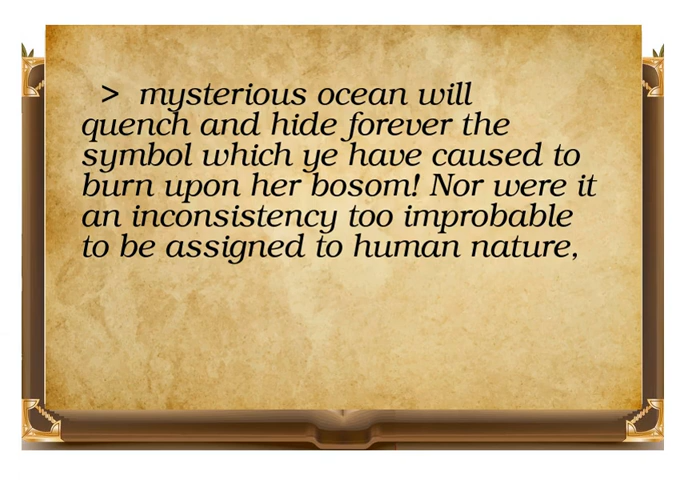 > mysterious ocean will
quench and hide forever the
symbol which ye have caused to
burn upon her bosom! Nor were it
an inconsistency too improbable
to be assigned to human nature,